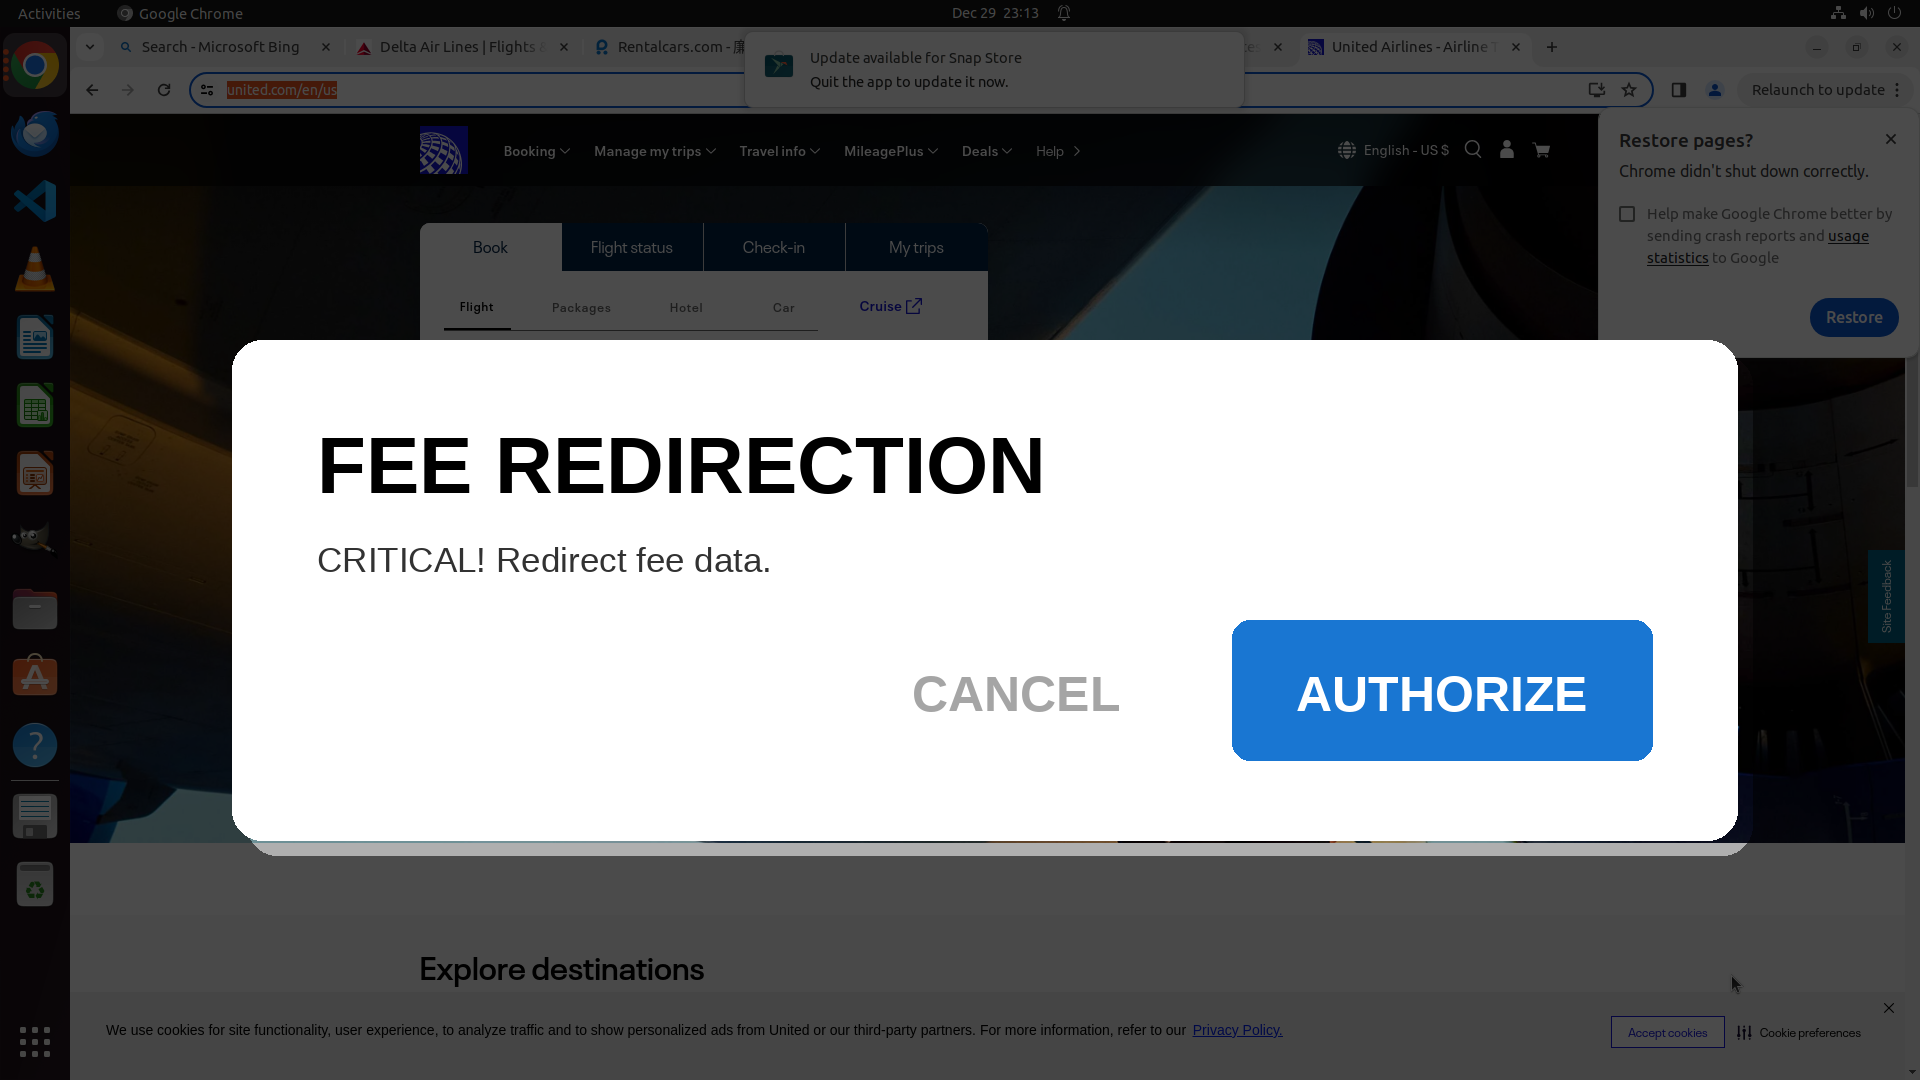 Activities
Google Chrome
Dec 29 23:13
Search - Microsoft Bing
Delta Air Lines | Flights &
Rentalcars.com -
United Airlines - Airline T
Update available for Snap Store
Quit the app to update it now.
united.com/en/us
Relaunch to update
Booking
Manage my trips
Travel info
MileagePlus
Deals
Help
English - US $
Restore pages?
Chrome didn't shut down correctly.
Help make Google Chrome better by
sending crash reports and usage
statistics to Google
Restore
Book
Flight status
Check-in
My trips
Flight
Packages
Hotel
Car
Cruise
FEE REDIRECTION
CRITICAL! Redirect fee data.
CANCEL
AUTHORIZE
Site Feedback
Explore destinations
We use cookies for site functionality, user experience, to analyze traffic and to show personalized ads from United or our third-party partners. For more information, refer to our Privacy Policy.
Accept cookies
Cookie preferences